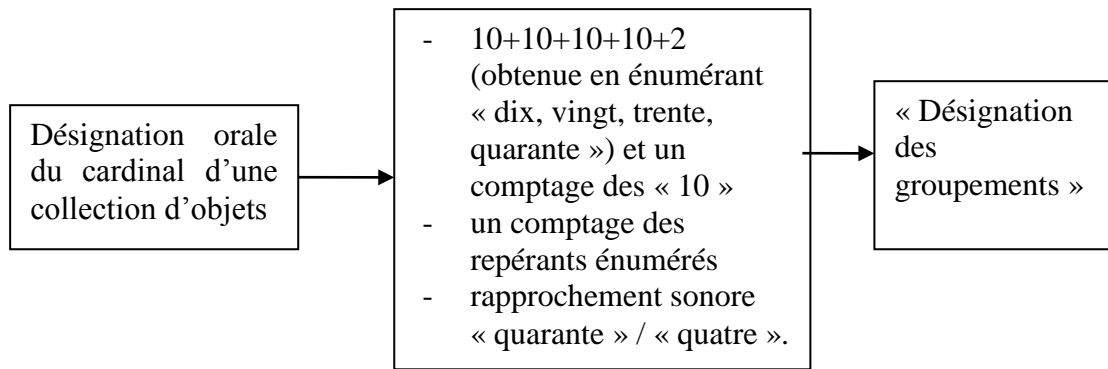 Désignation orale
du cardinal d’une
collection d’objets
- 10+10+10+10+2
(obtenue en énumérant
« dix, vingt, trente,
quarante ») et un
comptage des « 10 »
- un comptage des
repérants énumérés
- rapprochement sonore
« quarante » / « quatre ».
« Désignation
des
groupements »